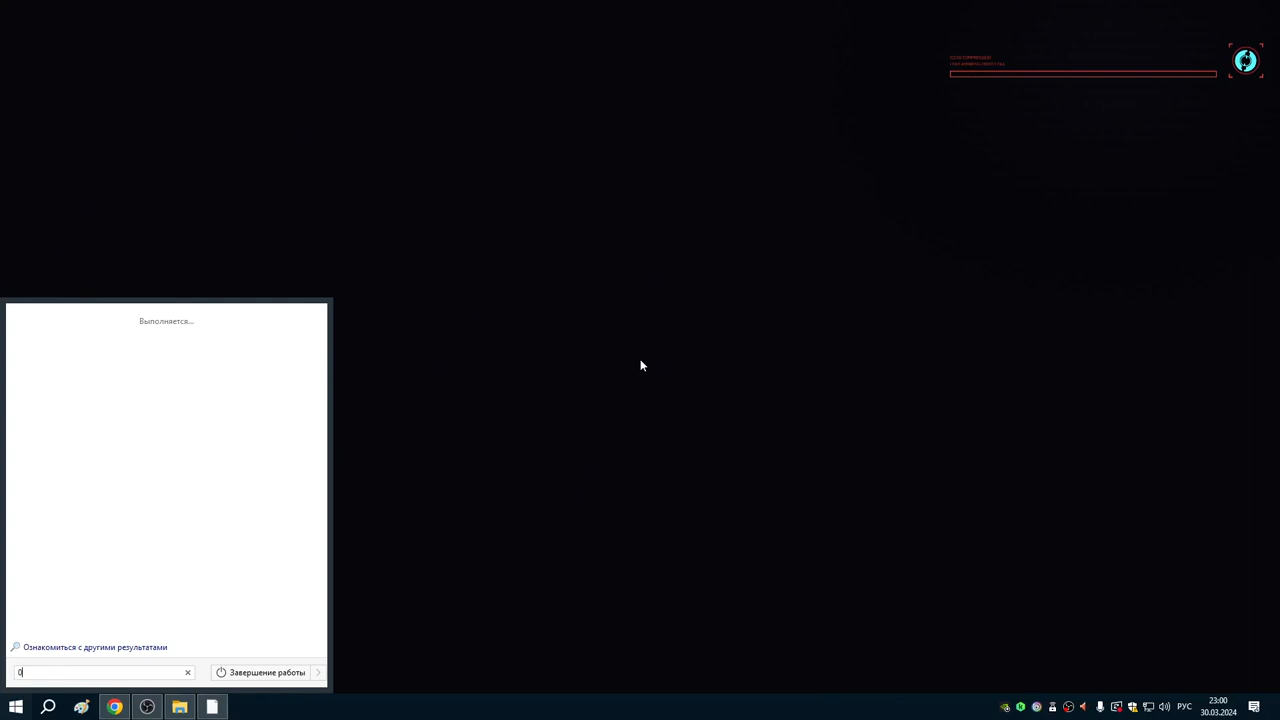 Выполняется...
Ознакомиться с другими результатами
0
Завершение работы
РУС
23:00
30.03.2024